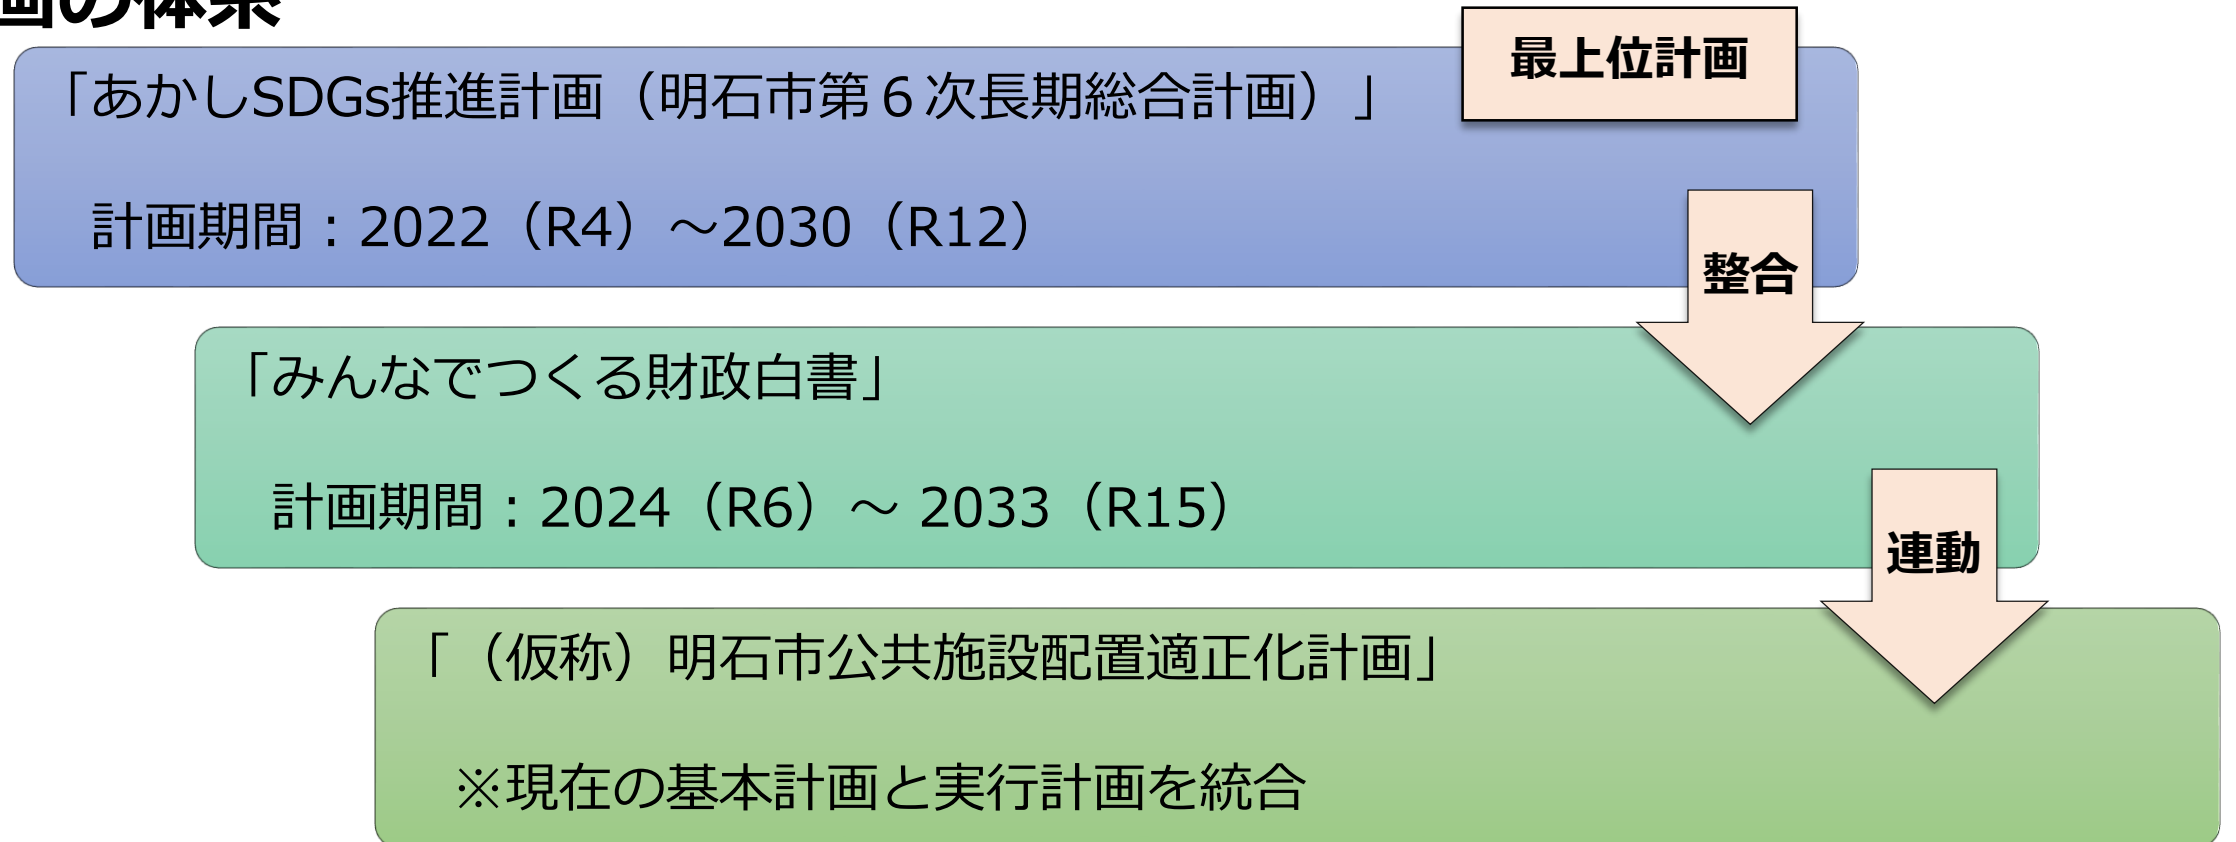 画の体系
最上位計画
「あかしSDGs推進計画（明石市第６次長期総合計画）」
計画期間：2022（R4）～2030（R12）
整合
「みんなでつくる財政白書」
計画期間：2024（R6）～ 2033（R15）
連動
「（仮称）明石市公共施設配置適正化計画」
※現在の基本計画と実行計画を統合